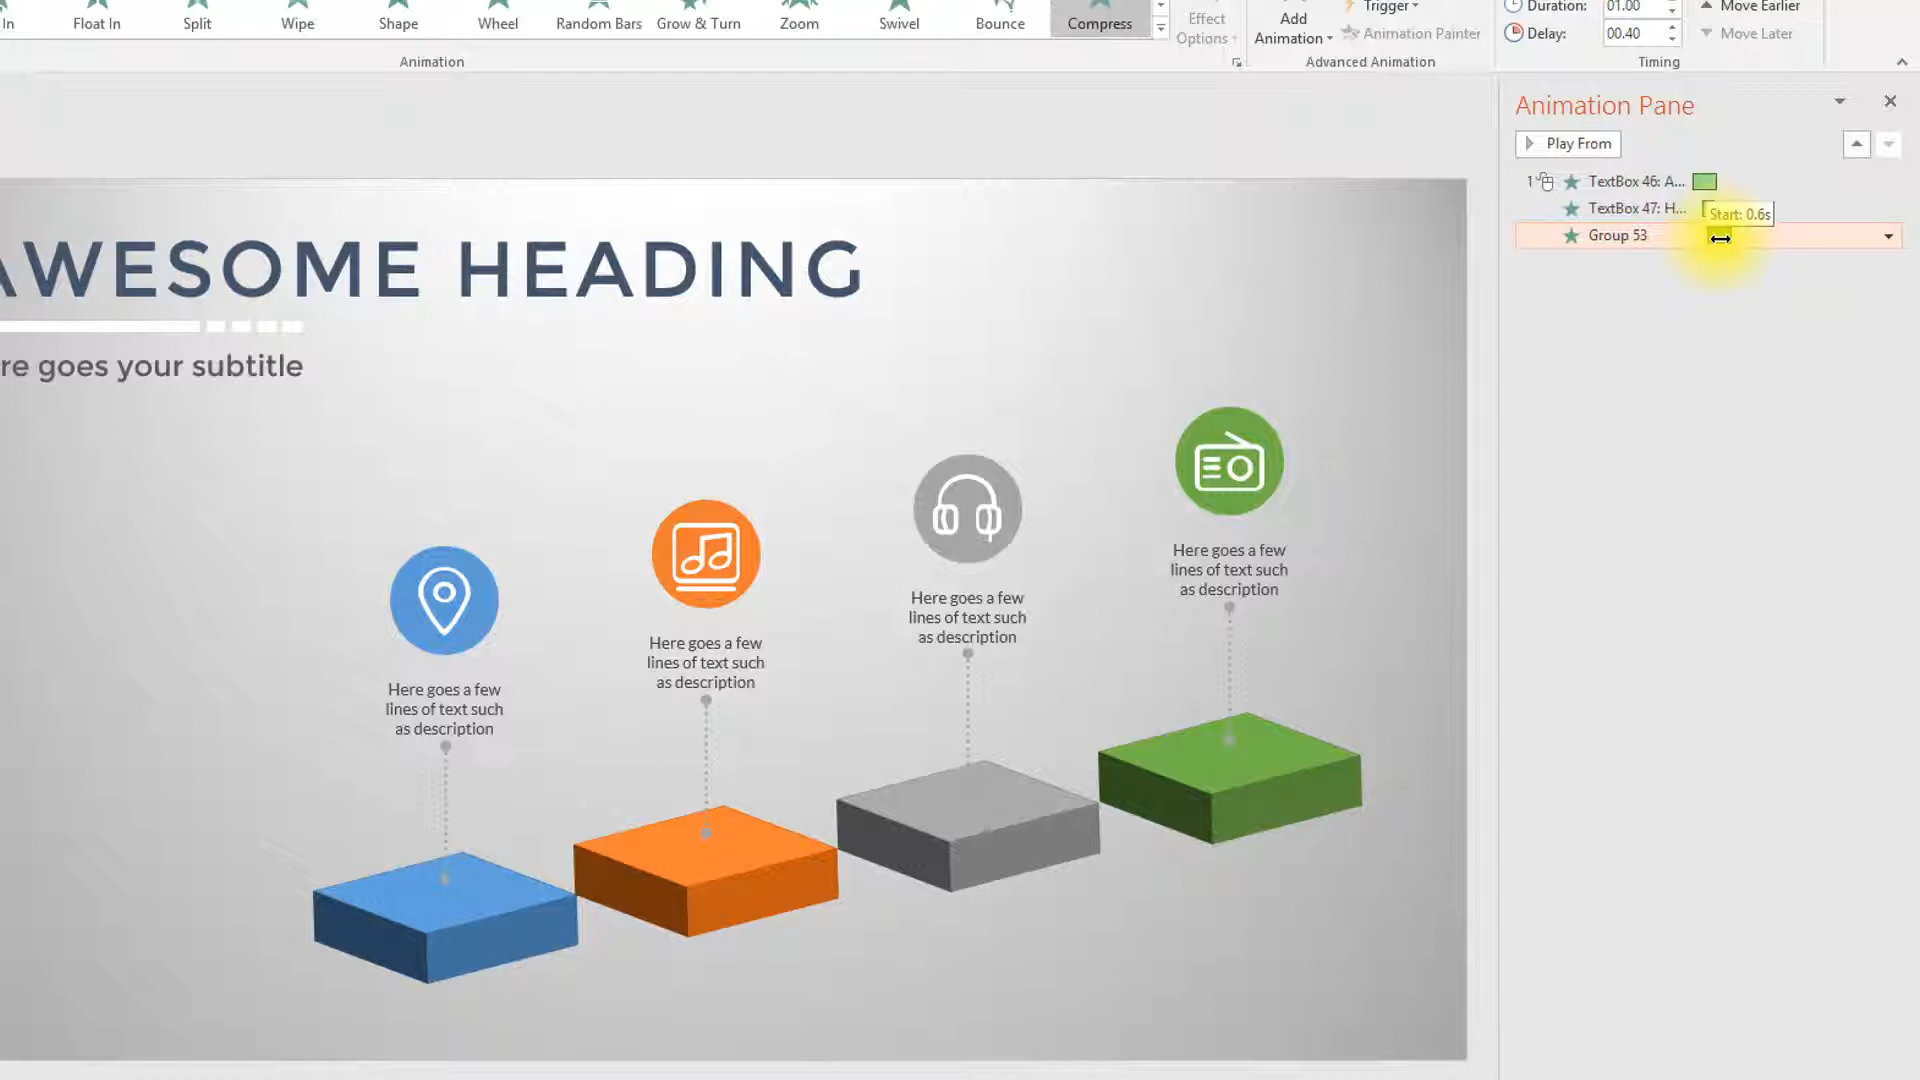 In
Float In
Split
Wipe
Shape
Wheel
Random Bars
Grow & Turn
Zoom
Swivel
Bounce
Compress
Effect
Options
Add
Animation
Trigger
Animation Painter
Duration:
01.00
Delay:
00.40
Move Earlier
Move Later
Animation
Advanced Animation
Timing
Animation Pane
Play From
1
TextBox 46: A...
TextBox 47: H...
Start: 0.6s
Group 53
AWESOME HEADING
re goes your subtitle
Here goes a few
lines of text such
as description
Here goes a few
lines of text such
as description
Here goes a few
lines of text such
as description
Here goes a few
lines of text such
as description